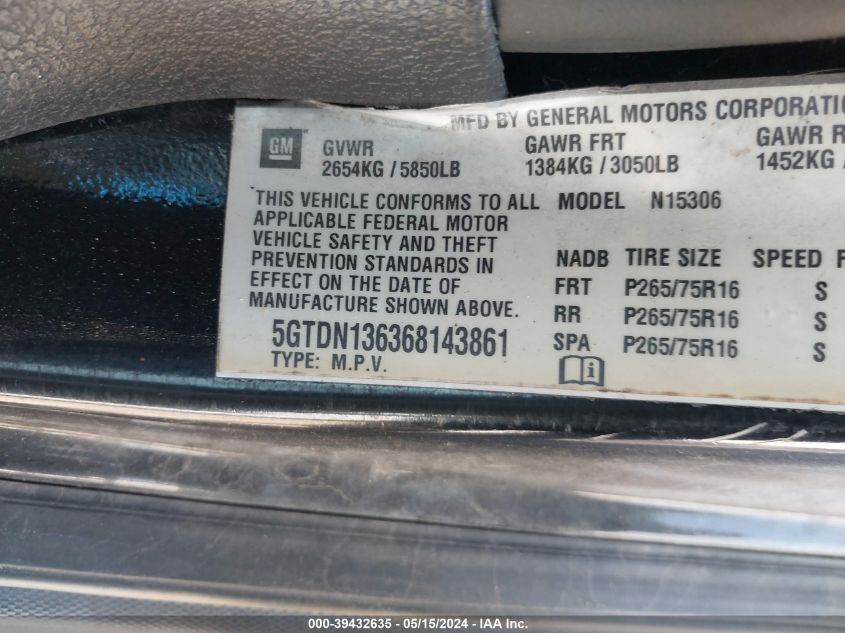 MFD BY GENERAL MOTORS CORPORATIO
GM GVWR GAWR FRT GAWR R
2654KG / 5850LB 1384KG / 3050LB 1452KG /
THIS VEHICLE CONFORMS TO ALL MODEL N15306
APPLICABLE FEDERAL MOTOR
VEHICLE SAFETY AND THEFT
PREVENTION STANDARDS IN NADB TIRE SIZE SPEED
EFFECT ON THE DATE OF FRT P265/75R16 S
MANUFACTURE SHOWN ABOVE. RR P265/75R16 S
5GTDN136368143861 SPA P265/75R16 S
TYPE: M.P.V.
000-39432635 - 05/15/2024 - IAA, Inc.